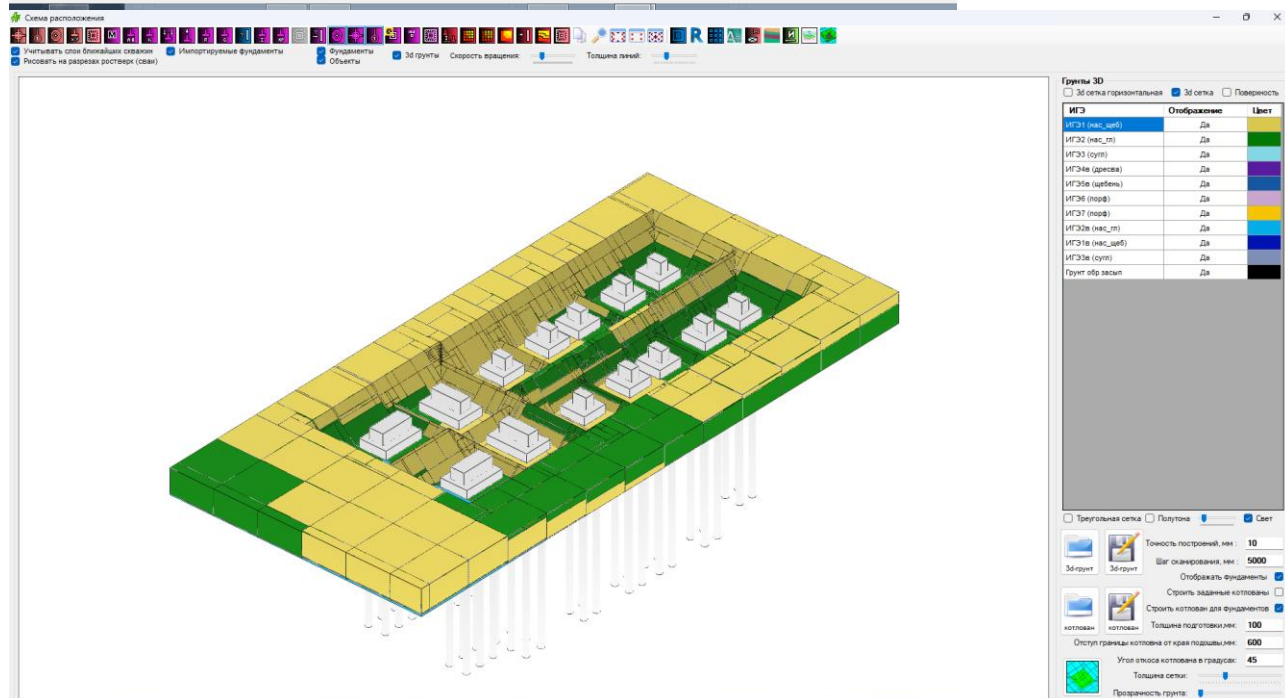 Схема расположения
Учитывать слои ближайших скважин
Импортируемые фундаменты
Фундаменты
3d грунты
Скорость вращения:
Толщина линий:
Рисовать на разрезах ростверк (сваи)
Объекты
Грунты 3D
3d сетка горизонтальная
3d сетка
Поверхность
ИГЭ Отображение Цвет
ИГЭ1 (нас_щеб) Да
ИГЭ2 (нас_гл) Да
ИГЭ3 (сугл) Да
ИГЭ4в (дресва) Да
ИГЭ5в (щебень) Да
ИГЭ6 (порф) Да
ИГЭ7 (порф) Да
ИГЭ2в (нас_гл) Да
ИГЭ1в (нас_щеб) Да
ИГЭ3в (сугл) Да
Грунт обр засып Да
Треугольная сетка
Полутона
Свет
3d-грунт
3d-грунт
Точность построений, мм : 10
Шаг сканирования, мм : 5000
Отображать фундаменты
Строить заданные котлованы
котлован
котлован
Строить котлован для фундаментов
Толщина подготовки,мм: 100
Отступ границы котловна от края подошвы,мм: 600
Угол откоса котлована в градусах: 45
Толщина сетки:
Прозрачность грунта: